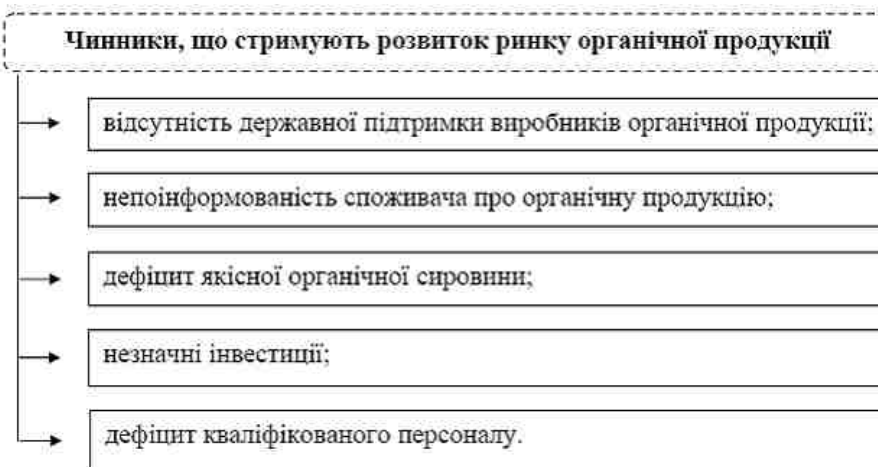 Чинники, що стримують розвиток ринку органічної продукції
відсутність державної підтримки виробників органічної продукції;
непоінформованість споживача про органічну продукцію;
дефіцит якісної органічної сировини;
незначні інвестиції;
дефіцит кваліфікованого персоналу.